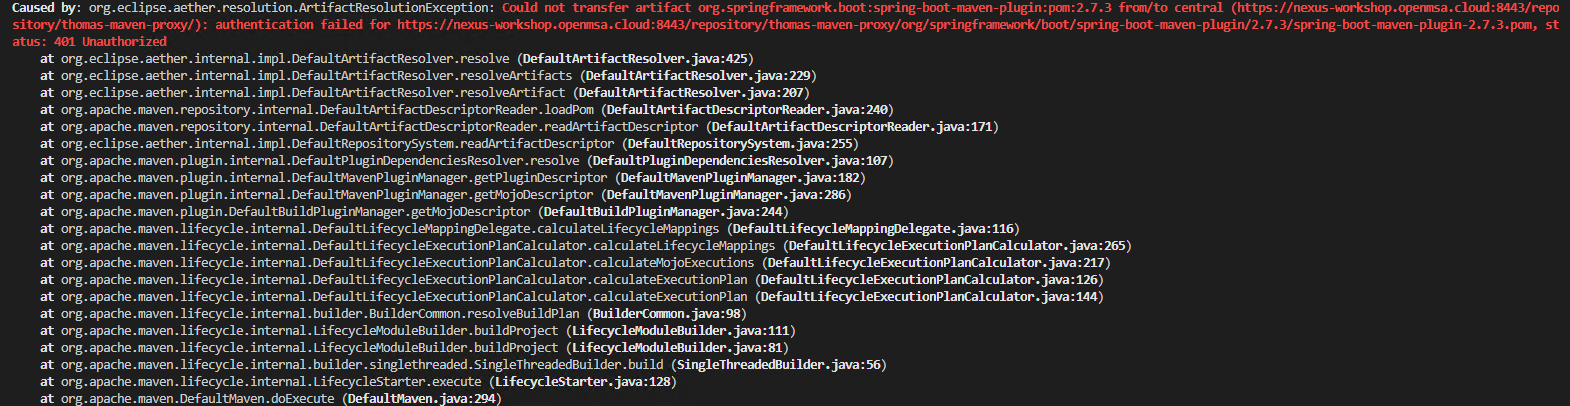 Caused by: org.eclipse.aether.resolution.ArtifactResolutionException: Could not transfer artifact org.springframework.boot:spring-boot-maven-plugin:pom:2.7.3 from/to central (https://nexus-workshop.openmsa.cloud:8443/repo
sitory/thomas-maven-proxy/): authentication failed for https://nexus-workshop.openmsa.cloud:8443/repository/thomas-maven-proxy/org/springframework/boot/spring-boot-maven-plugin/2.7.3/spring-boot-maven-plugin-2.7.3.pom, st
atus: 401 Unauthorized
at org.eclipse.aether.internal.impl.DefaultArtifactResolver.resolve (DefaultArtifactResolver.java:425)
at org.eclipse.aether.internal.impl.DefaultArtifactResolver.resolveArtifacts (DefaultArtifactResolver.java:229)
at org.eclipse.aether.internal.impl.DefaultArtifactResolver.resolveArtifact (DefaultArtifactResolver.java:207)
at org.apache.maven.repository.internal.DefaultArtifactDescriptorReader.loadPom (DefaultArtifactDescriptorReader.java:240)
at org.apache.maven.repository.internal.DefaultArtifactDescriptorReader.readArtifactDescriptor (DefaultArtifactDescriptorReader.java:171)
at org.eclipse.aether.internal.impl.DefaultRepositorySystem.readArtifactDescriptor (DefaultRepositorySystem.java:255)
at org.apache.maven.plugin.internal.DefaultPluginDependenciesResolver.resolve (DefaultPluginDependenciesResolver.java:107)
at org.apache.maven.plugin.internal.DefaultMavenPluginManager.getPluginDescriptor (DefaultMavenPluginManager.java:182)
at org.apache.maven.plugin.internal.DefaultMavenPluginManager.getMojoDescriptor (DefaultMavenPluginManager.java:286)
at org.apache.maven.plugin.DefaultBuildPluginManager.getMojoDescriptor (DefaultBuildPluginManager.java:244)
at org.apache.maven.lifecycle.internal.DefaultLifecycleMappingDelegate.calculateLifecycleMappings (DefaultLifecycleMappingDelegate.java:116)
at org.apache.maven.lifecycle.internal.DefaultLifecycleExecutionPlanCalculator.calculateLifecycleMappings (DefaultLifecycleExecutionPlanCalculator.java:265)
at org.apache.maven.lifecycle.internal.DefaultLifecycleExecutionPlanCalculator.calculateMojoExecutions (DefaultLifecycleExecutionPlanCalculator.java:217)
at org.apache.maven.lifecycle.internal.DefaultLifecycleExecutionPlanCalculator.calculateExecutionPlan (DefaultLifecycleExecutionPlanCalculator.java:126)
at org.apache.maven.lifecycle.internal.DefaultLifecycleExecutionPlanCalculator.calculateExecutionPlan (DefaultLifecycleExecutionPlanCalculator.java:144)
at org.apache.maven.lifecycle.internal.builder.BuilderCommon.resolveBuildPlan (BuilderCommon.java:98)
at org.apache.maven.lifecycle.internal.LifecycleModuleBuilder.buildProject (LifecycleModuleBuilder.java:111)
at org.apache.maven.lifecycle.internal.LifecycleModuleBuilder.buildProject (LifecycleModuleBuilder.java:81)
at org.apache.maven.lifecycle.internal.builder.singlethreaded.SingleThreadedBuilder.build (SingleThreadedBuilder.java:56)
at org.apache.maven.lifecycle.internal.LifecycleStarter.execute (LifecycleStarter.java:128)
at org.apache.maven.DefaultMaven.doExecute (DefaultMaven.java:294)